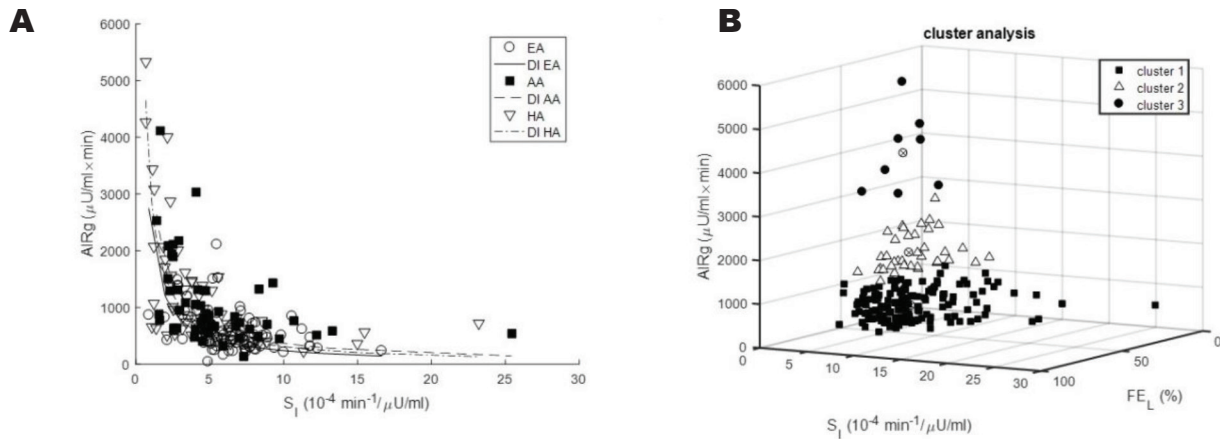 A
6000
5000
4000
3000
2000
1000
0
AIRg (μU/ml×min)
0 5 10 15 20 25 30
S_I (10^-4 min^-1/μU/ml)
EA
DI EA
AA
DI AA
HA
DI HA
B
cluster analysis
6000
5000
4000
3000
2000
1000
0
AIRg (μU/ml×min)
0 5 10 15 20 25 30
S_I (10^-4 min^-1/μU/ml)
100 50 0
FE_L (%)
cluster 1
cluster 2
cluster 3